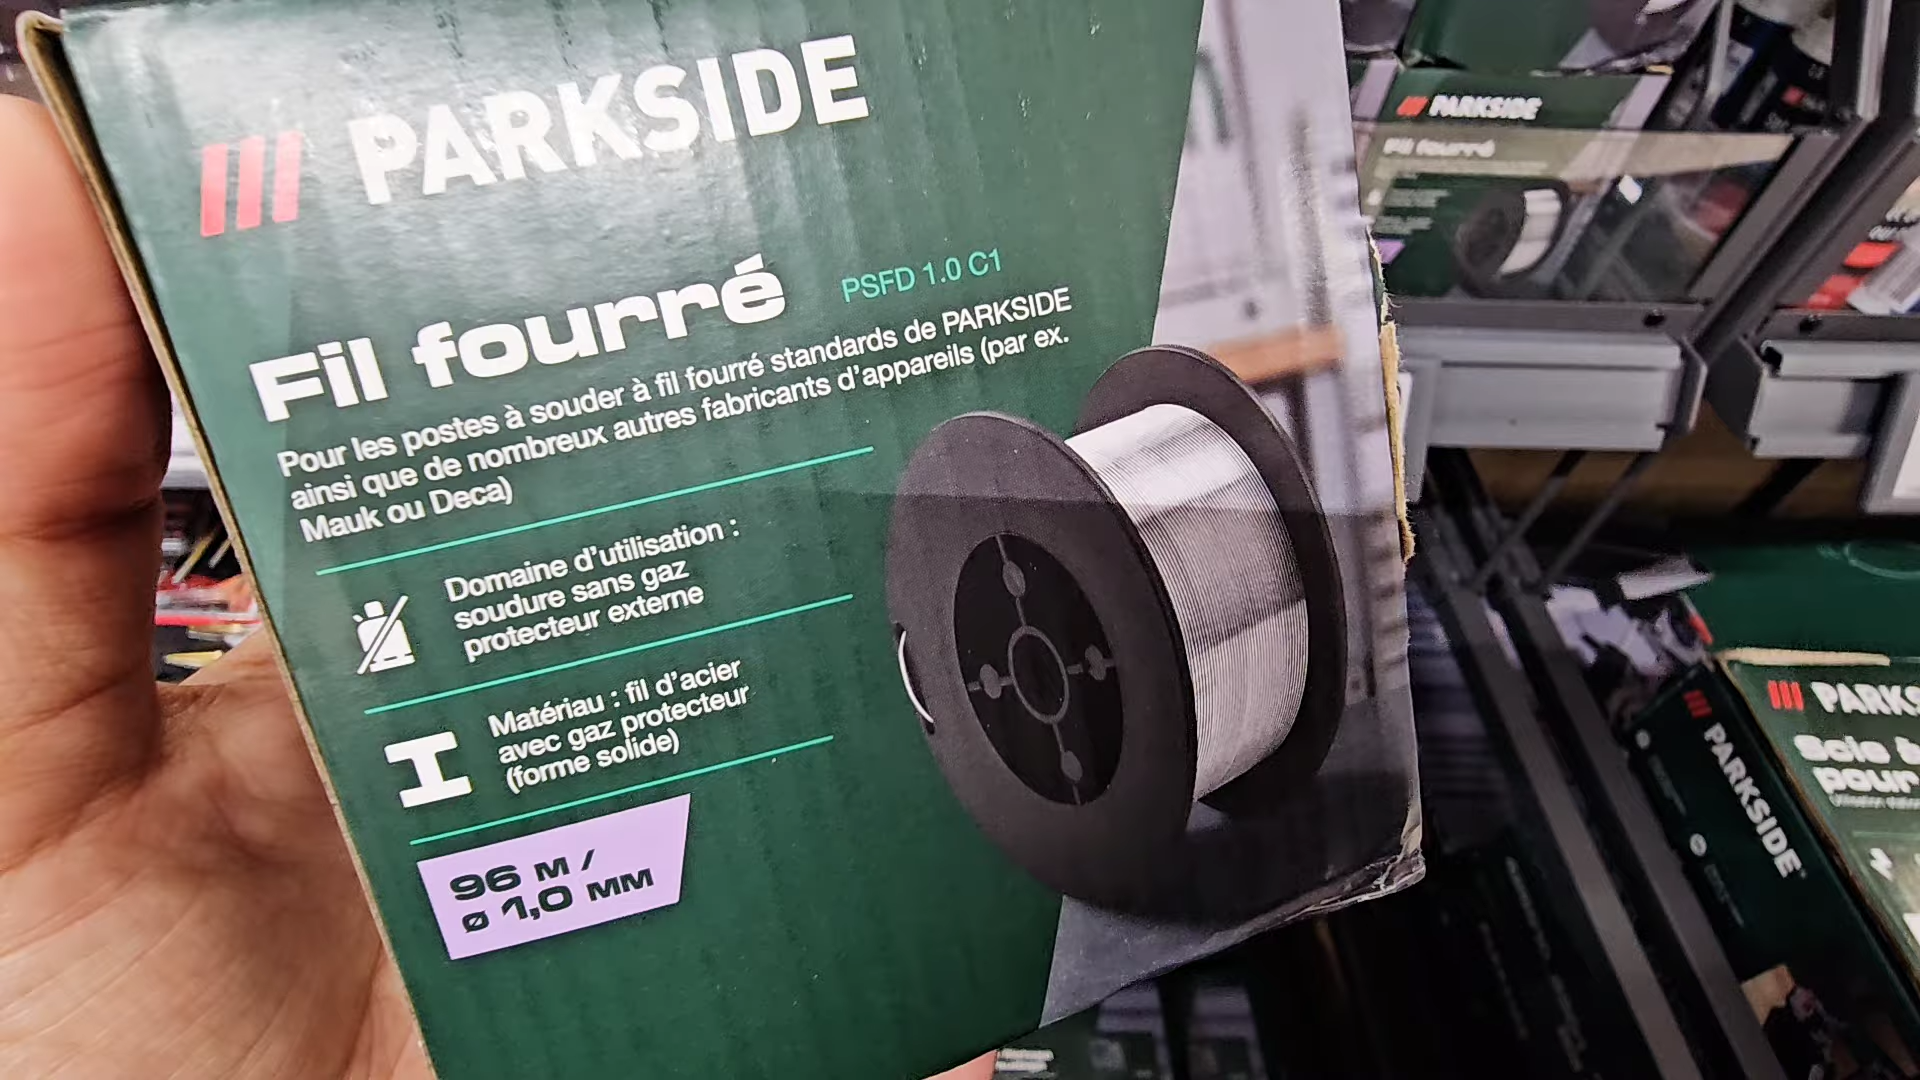 PARKSIDE
Fil fourré PSFD 1.0 C1
Pour les postes à souder à fil fourré standards de PARKSIDE
ainsi que de nombreux autres fabricants d'appareils (par ex.
Mauk ou Deca)
Domaine d'utilisation :
soudure sans gaz
protecteur externe
Matériau : fil d'acier
avec gaz protecteur
(forme solide)
96 M /
ø 1,0 MM
PARKSIDE
Fil fourré
PARKSIDE
PARKS
Scie à
pour